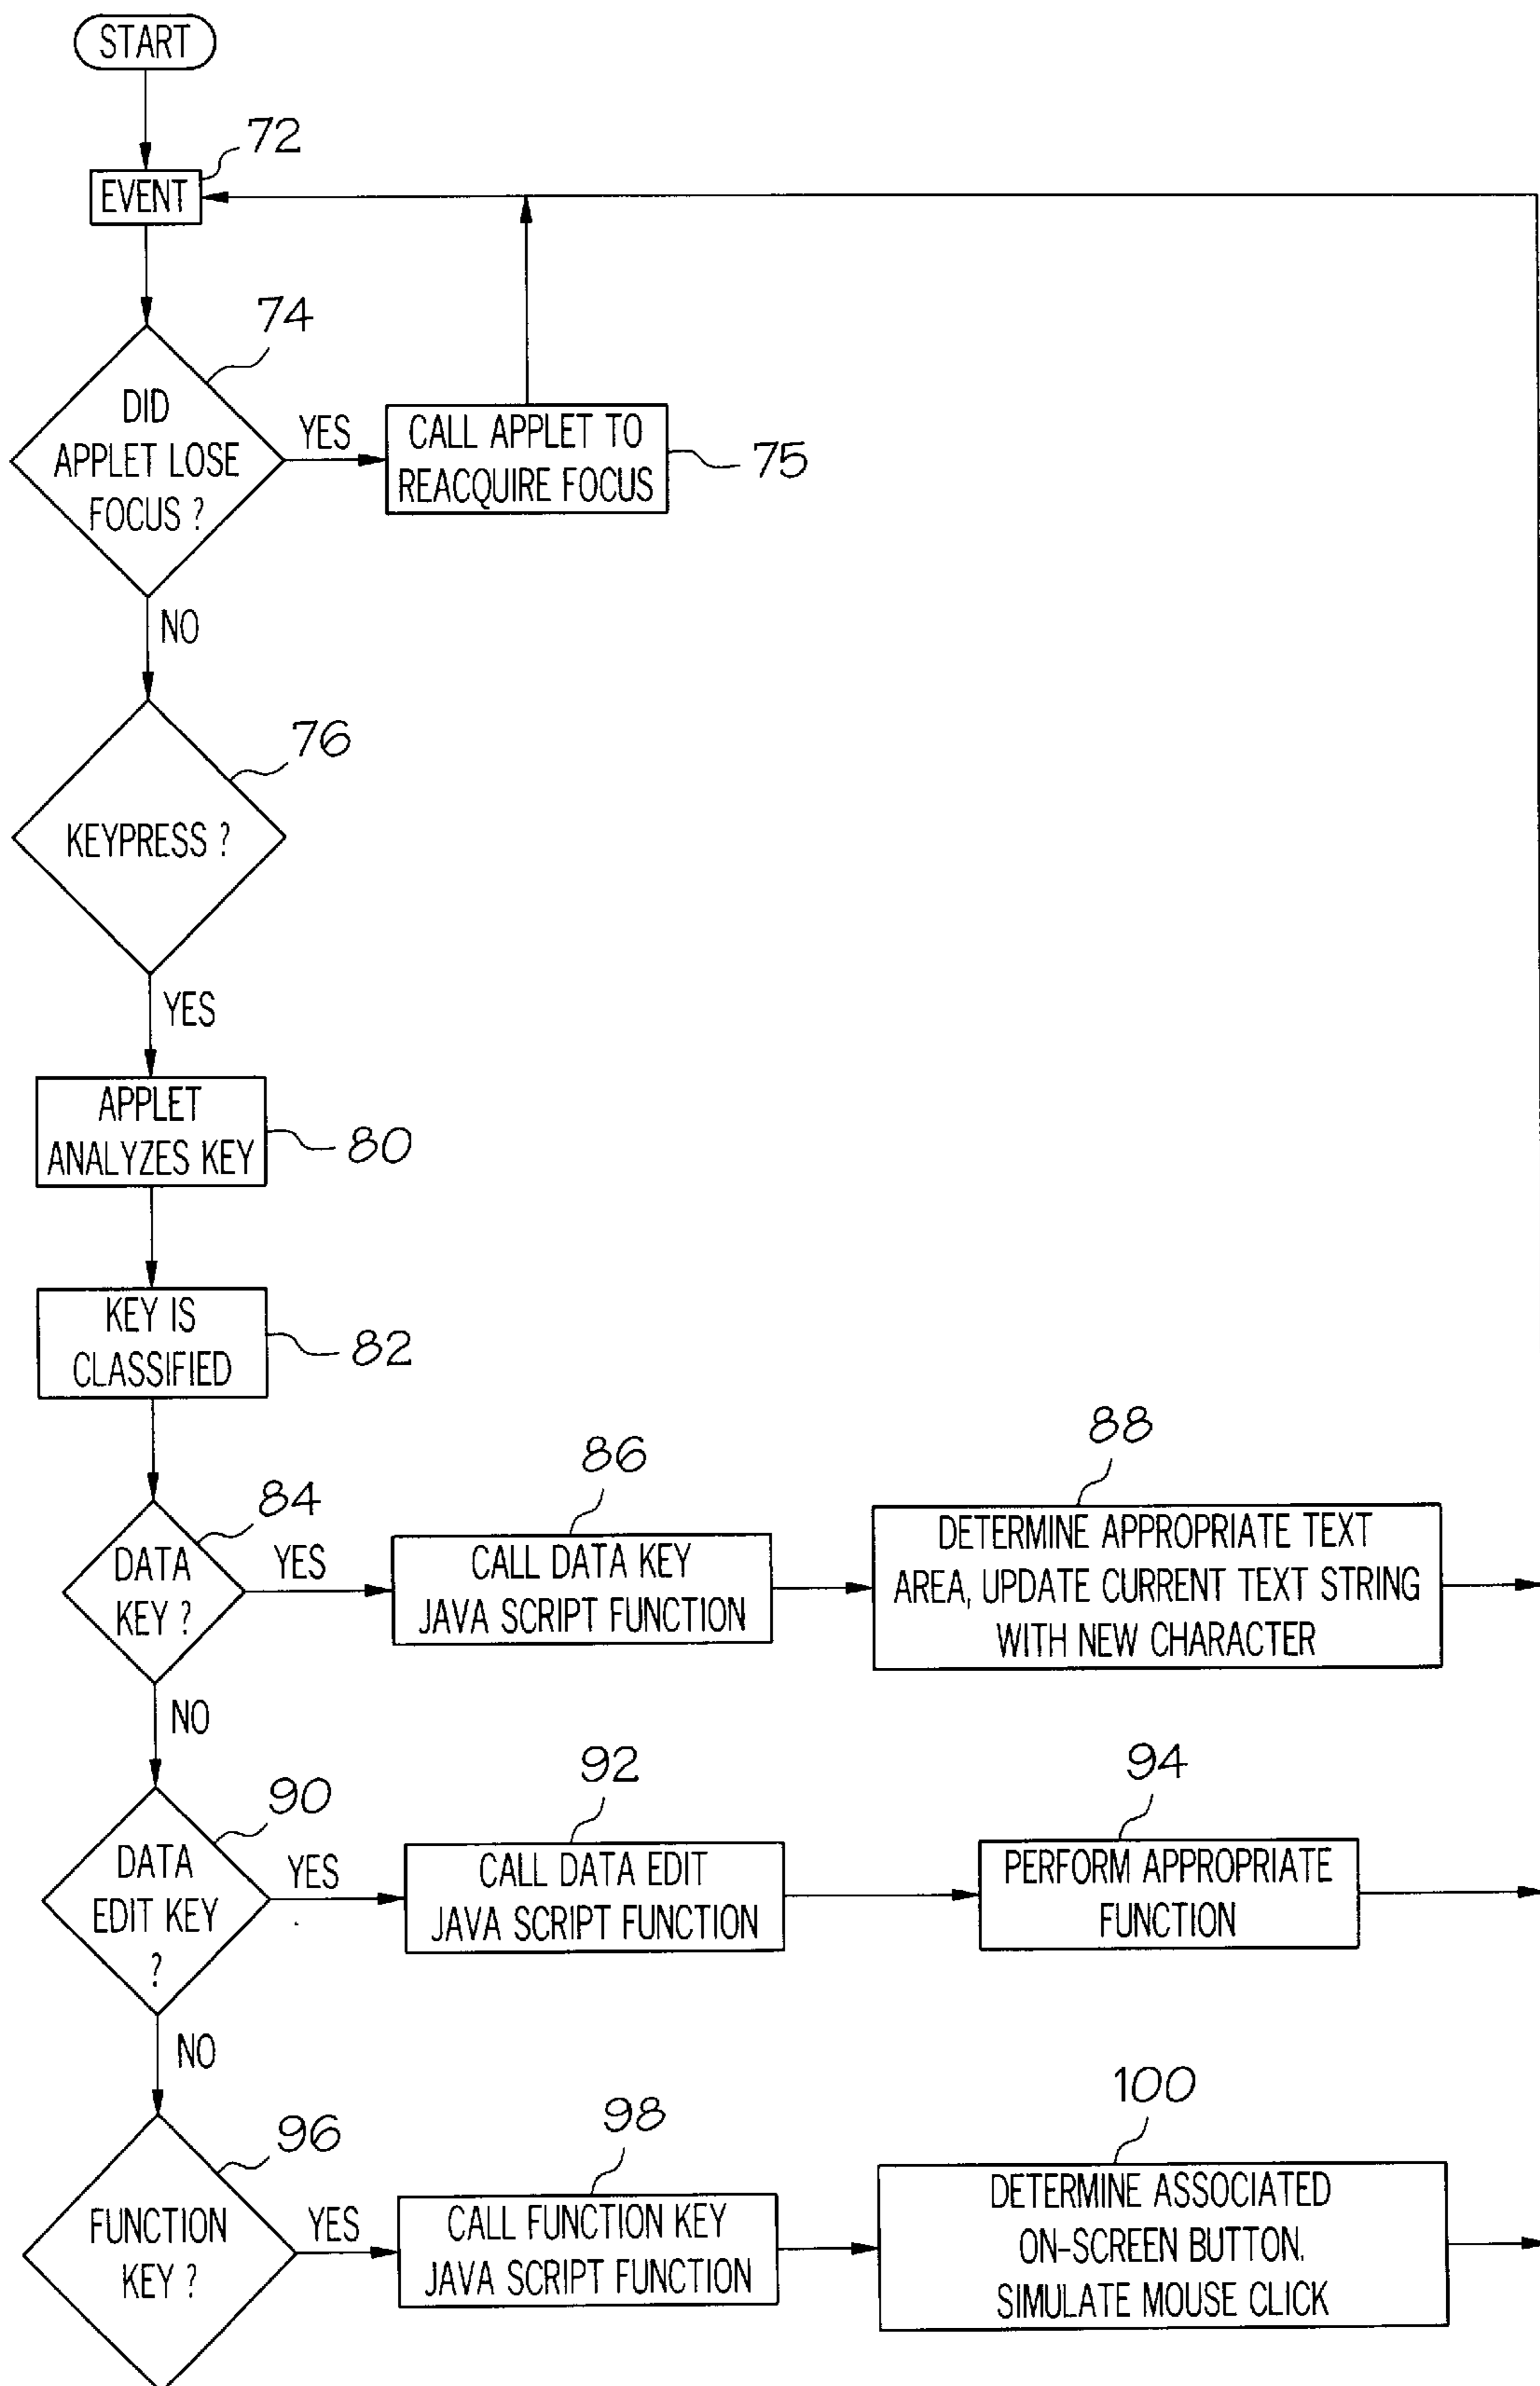 START
72
EVENT
74
DID
APPLET LOSE
FOCUS ?
YES
CALL APPLET TO
REACQUIRE FOCUS
75
NO
76
KEYPRESS ?
YES
APPLET
ANALYZES KEY
80
KEY IS
CLASSIFIED
82
84
DATA
KEY ?
YES
86
CALL DATA KEY
JAVA SCRIPT FUNCTION
88
DETERMINE APPROPRIATE TEXT
AREA, UPDATE CURRENT TEXT STRING
WITH NEW CHARACTER
NO
90
DATA
EDIT KEY
?
YES
92
CALL DATA EDIT
JAVA SCRIPT FUNCTION
94
PERFORM APPROPRIATE
FUNCTION
NO
96
FUNCTION
KEY ?
YES
98
CALL FUNCTION KEY
JAVA SCRIPT FUNCTION
100
DETERMINE ASSOCIATED
ON-SCREEN BUTTON.
SIMULATE MOUSE CLICK